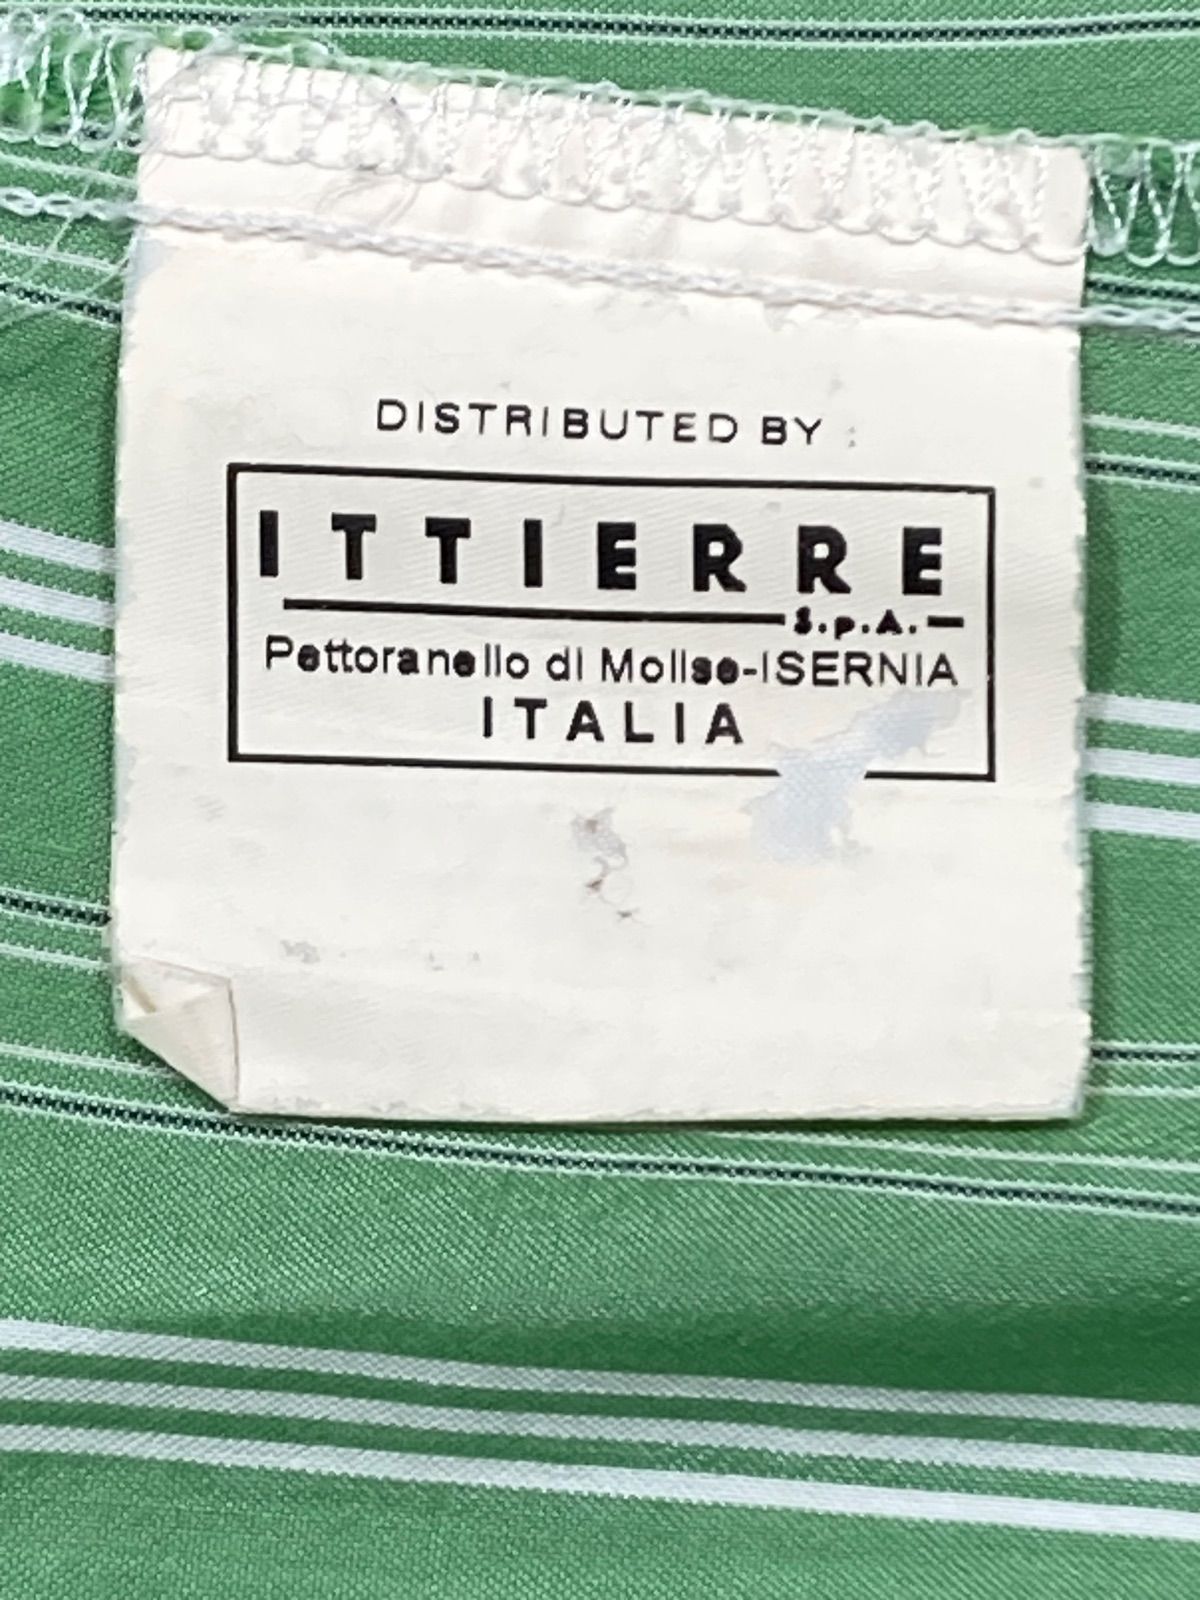 DISTRIBUTED BY :
ITTIERRE
S.p.A.
Pettoranello di Molise-ISERNIA
ITALIA